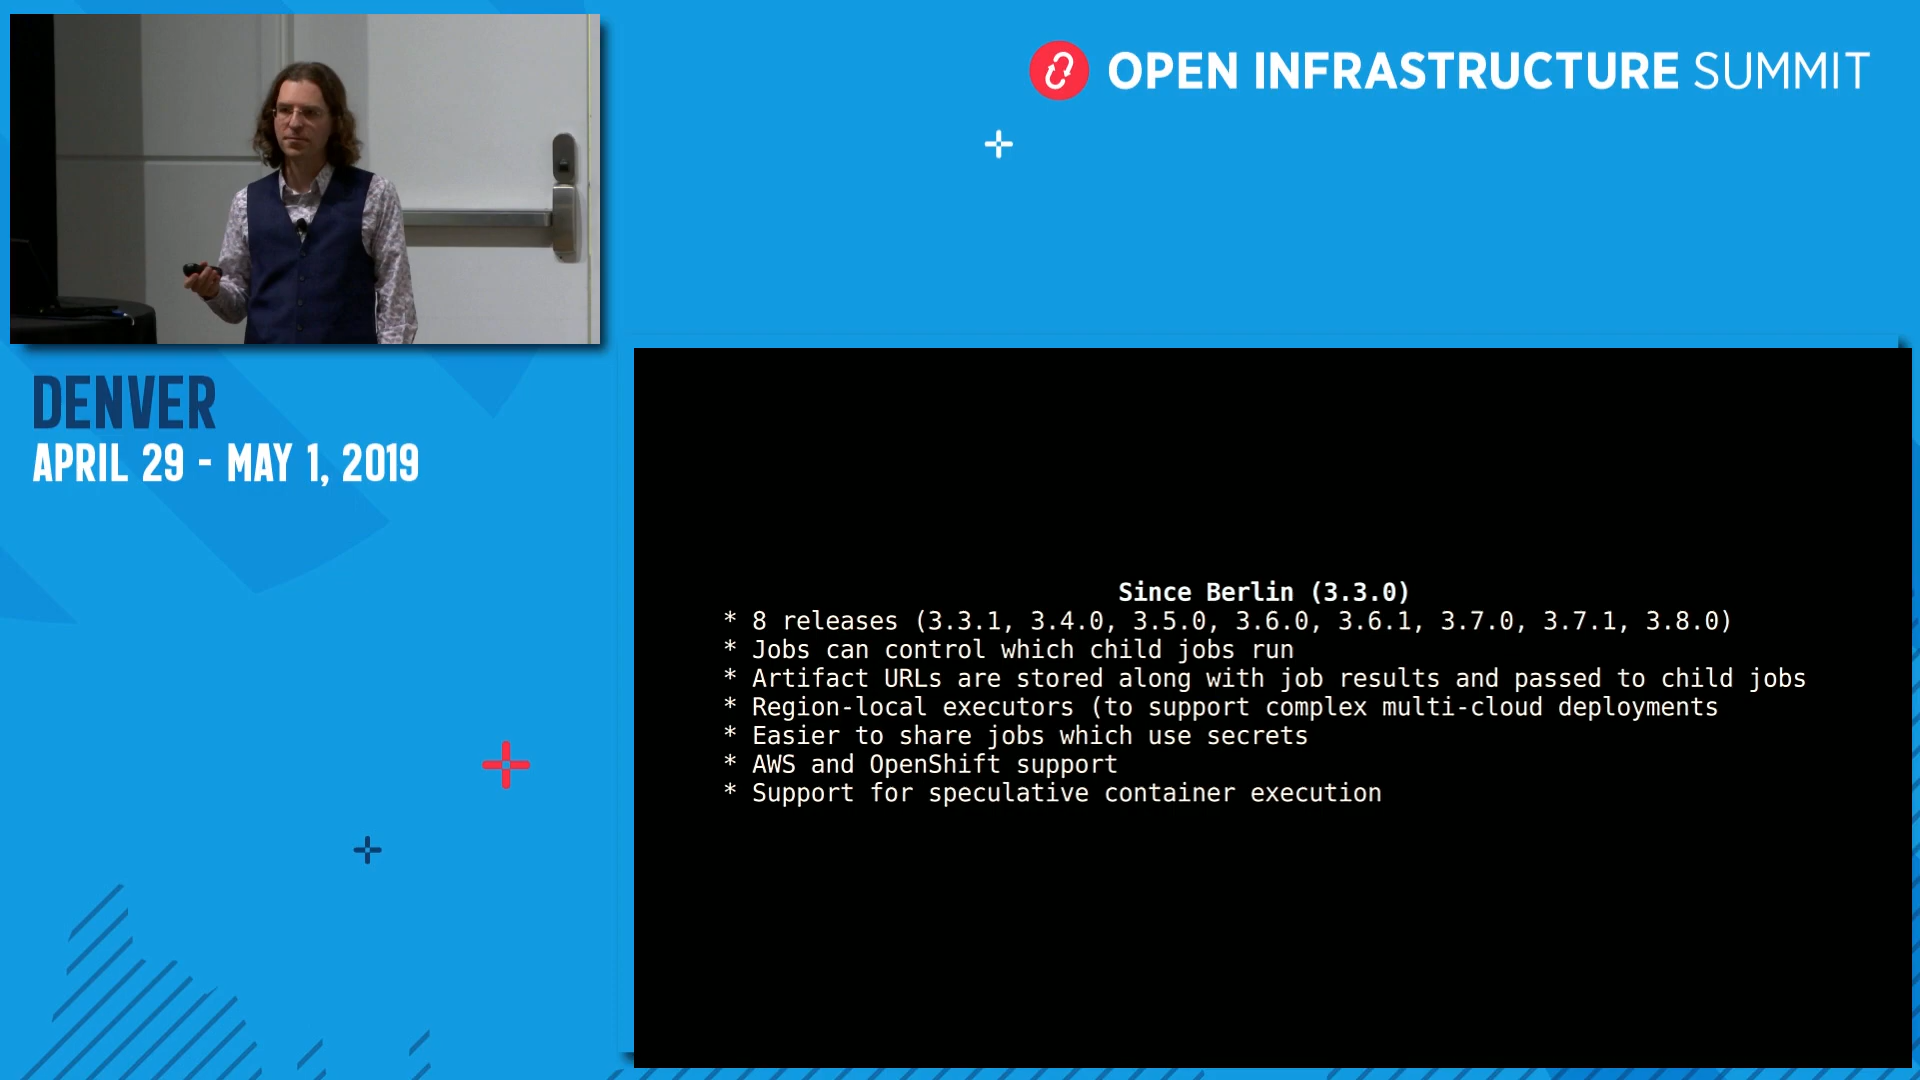 OPEN INFRASTRUCTURE SUMMIT
DENVER
APRIL 29 - MAY 1, 2019
Since Berlin (3.3.0)
* 8 releases (3.3.1, 3.4.0, 3.5.0, 3.6.0, 3.6.1, 3.7.0, 3.7.1, 3.8.0)
* Jobs can control which child jobs run
* Artifact URLs are stored along with job results and passed to child jobs
* Region-local executors (to support complex multi-cloud deployments
* Easier to share jobs which use secrets
* AWS and OpenShift support
* Support for speculative container execution